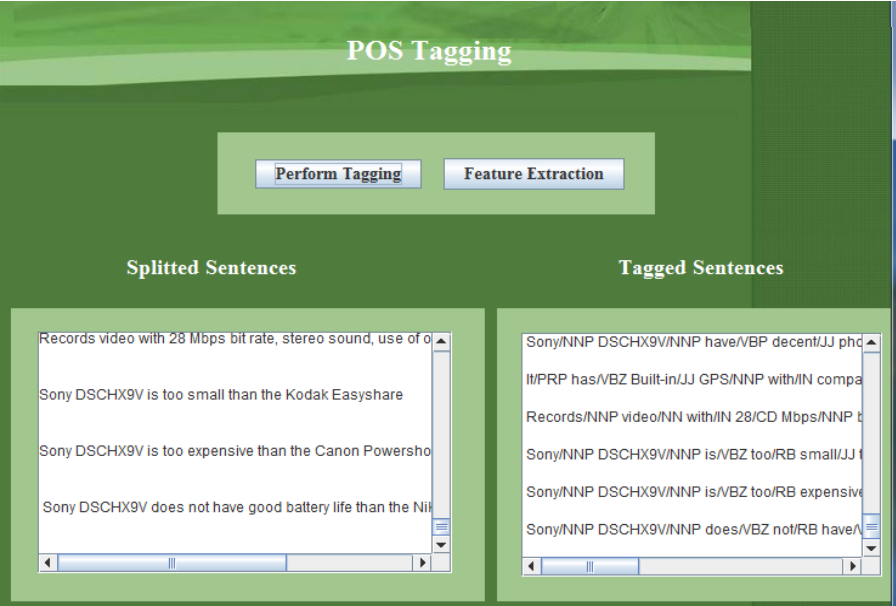 POS Tagging
Perform Tagging
Feature Extraction
Splitted Sentences
Tagged Sentences
Records video with 28 Mbps bit rate, stereo sound, use of
Sony DSCHX9V is too small than the Kodak Easyshare
Sony DSCHX9V is too expensive than the Canon
Sony DSCHX9V does not have good battery life than the
Sony/NNP DSCHX9V/NNP have/VBP decent/JJ
It/PRP has/VBZ Built-in/JJ GPS/NNP with/IN
Records/NNP video/NN with/IN 28/CD Mbps/NNP
Sony/NNP DSCHX9V/NNP is/VBZ too/RB small/JJ
Sony/NNP DSCHX9V/NNP is/VBZ too/RB expensive
Sony/NNP DSCHX9V/NNP does/VBZ not/RB have/